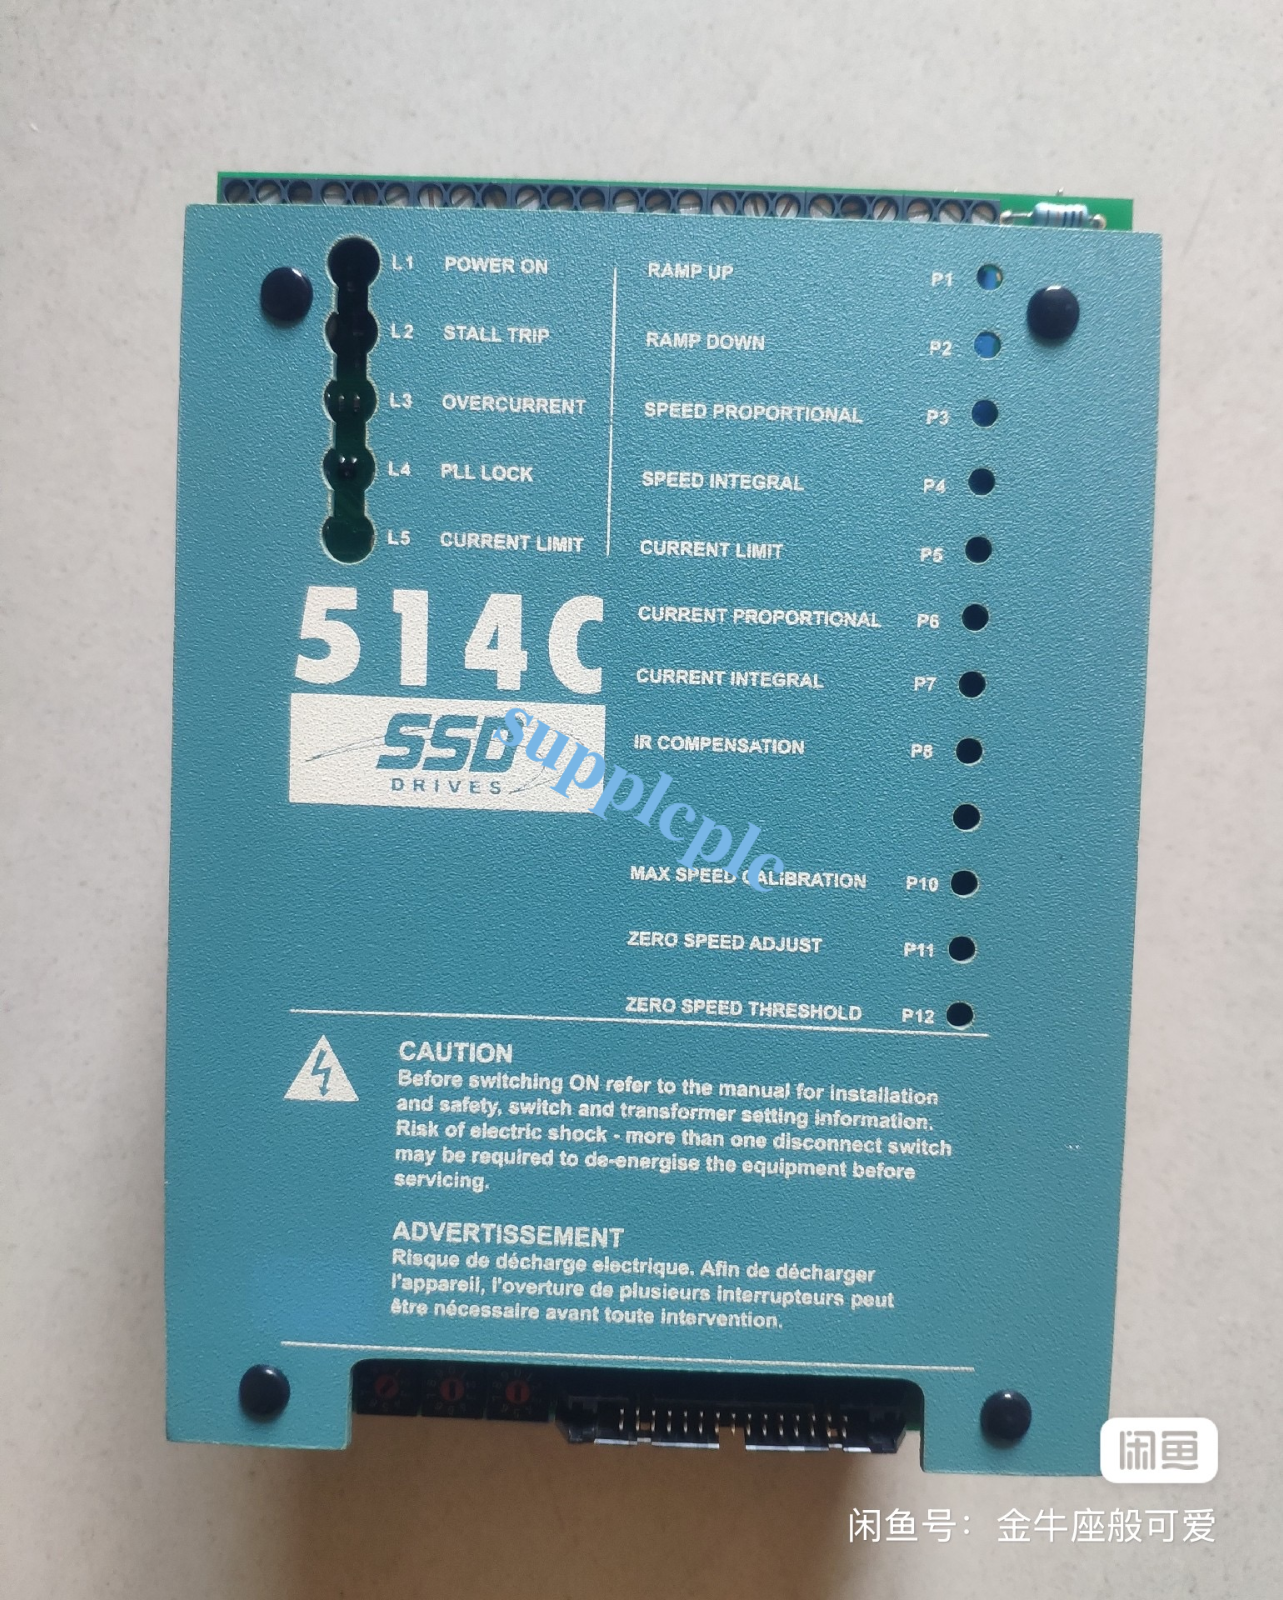 L1 POWER ON
L2 STALL TRIP
L3 OVERCURRENT
L4 PLL LOCK
L5 CURRENT LIMIT
RAMP UP P1
RAMP DOWN P2
SPEED PROPORTIONAL P3
SPEED INTEGRAL P4
CURRENT LIMIT P5
CURRENT PROPORTIONAL P6
CURRENT INTEGRAL P7
IR COMPENSATION P8
MAX SPEED CALIBRATION P10
ZERO SPEED ADJUST P11
ZERO SPEED THRESHOLD P12
514C
SSD
DRIVES
supplcplc
CAUTION
Before switching ON refer to the manual for installation
and safety, switch and transformer setting information.
Risk of electric shock - more than one disconnect switch
may be required to de-energise the equipment before
servicing.
ADVERTISSEMENT
Risque de décharge electrique. Afin de décharger
l'appareil, l'overture de plusieurs interrupteurs peut
être nécessaire avant toute intervention.
闲鱼
闲鱼号：金牛座般可爱